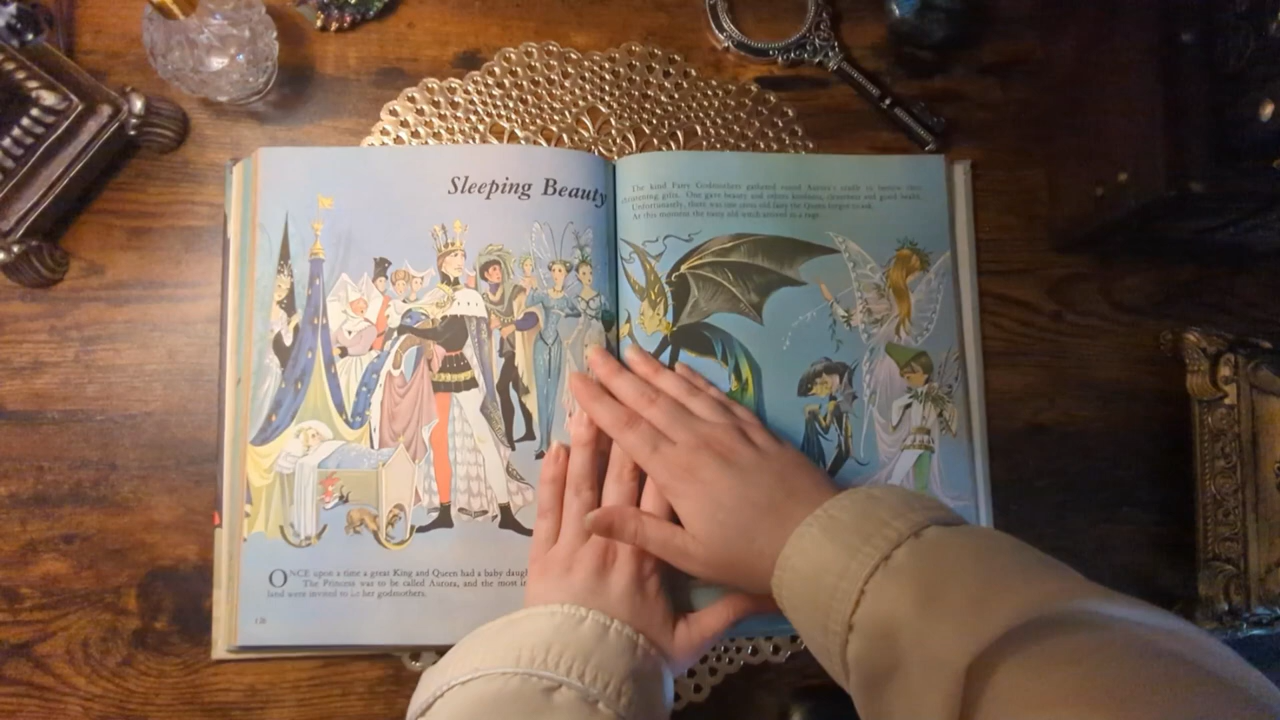 Sleeping Beauty
ONCE upon a time a great King and Queen had a baby daugh
The Princess was to be called Aurora, and the most i
land were invited to be her godmothers.
The kind Fairy Godmothers gathered round Aurora's cradle to bestow their
christening gifts. One gave beauty and others kindness, cleverness and good health.
Unfortunately, there was one cross old fairy the Queen forgot to ask.
At this moment the nasty old witch arrived in a rage.